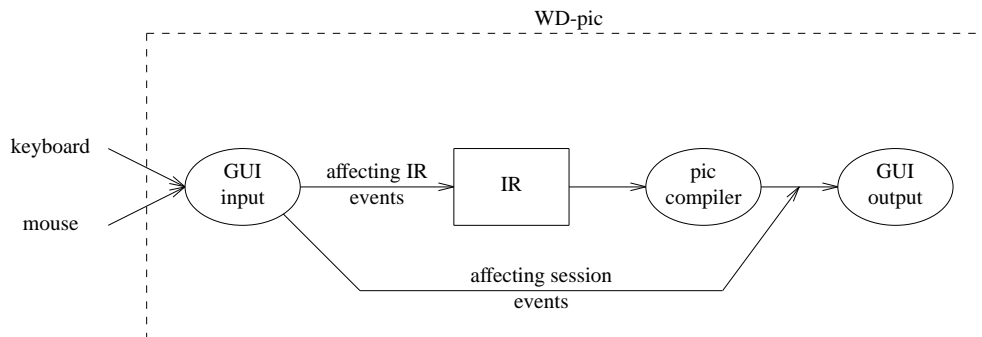 WD-pic
keyboard
mouse
GUI
input
affecting IR
events
IR
pic
compiler
GUI
output
affecting session
events